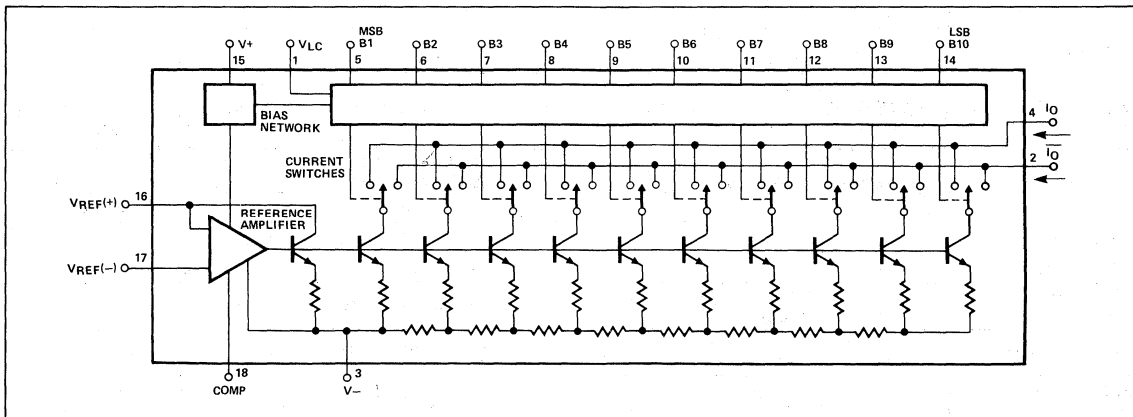 V+
15
VLC
1
MSB
B1
5
B2
6
B3
7
B4
8
B5
9
B6
10
B7
11
B8
12
B9
13
LSB
B10
14
BIAS
NETWORK
CURRENT
SWITCHES
4 IO
2 IO
VREF(+) 16
REFERENCE
AMPLIFIER
VREF(-) 17
18
COMP
3
V-